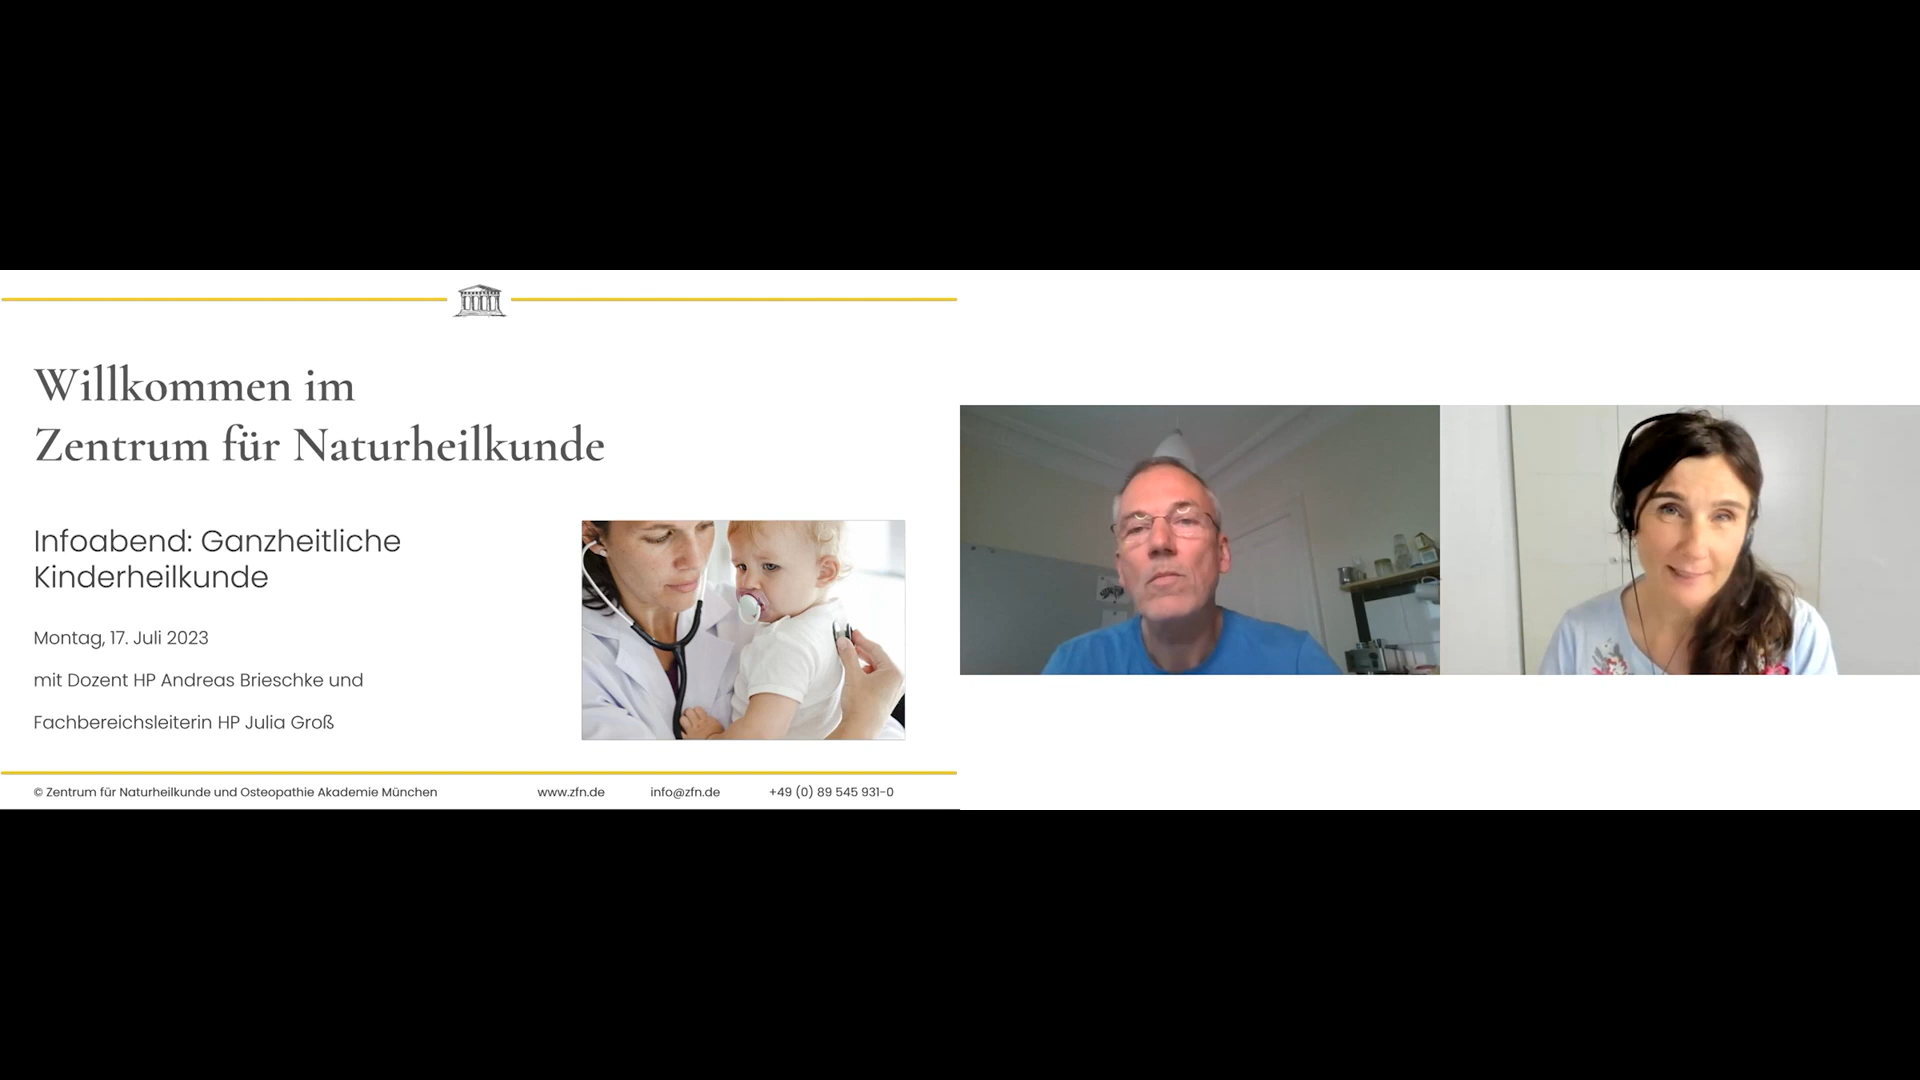 Willkommen im
Zentrum für Naturheilkunde
Infoabend: Ganzheitliche
Kinderheilkunde
Montag, 17. Juli 2023
mit Dozent HP Andreas Brieschke und
Fachbereichsleiterin HP Julia Groß
© Zentrum für Naturheilkunde und Osteopathie Akademie München www.zfn.de info@zfn.de +49 (0) 89 545 931-0